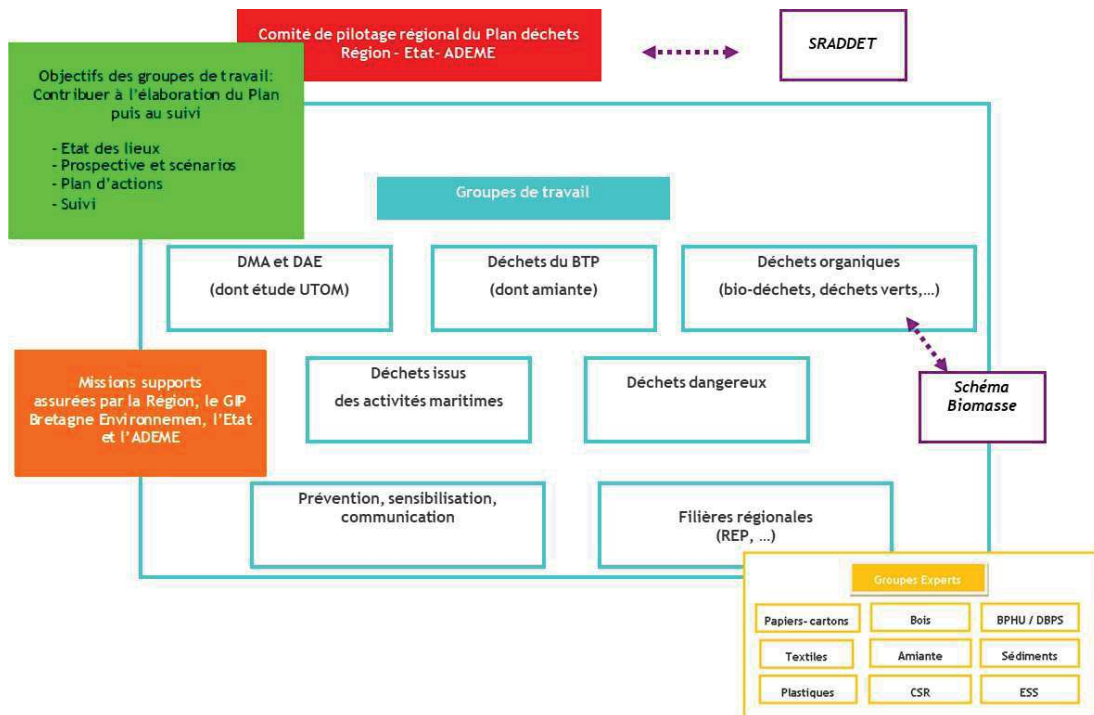 Comité de pilotage régional du Plan déchets
Région - Etat- ADEME
SRADDET
Objectifs des groupes de travail:
Contribuer à l'élaboration du Plan
puis au suivi
- Etat des lieux
- Prospective et scénarios
- Plan d'actions
- Suivi
Groupes de travail
DMA et DAE
(dont étude UTOM)
Déchets du BTP
(dont amiante)
Déchets organiques
(bio-déchets, déchets verts,...)
Missions supports
assurées par la Région, le GIP
Bretagne Environnemen, l'Etat
et l'ADEME
Déchets issus
des activités maritimes
Déchets dangereux
Schéma
Biomasse
Prévention, sensibilisation,
communication
Filières régionales
(REP, ...)
Groupes Experts
Papiers- cartons
Bois
BPHU / DBPS
Textiles
Amiante
Sédiments
Plastiques
CSR
ESS